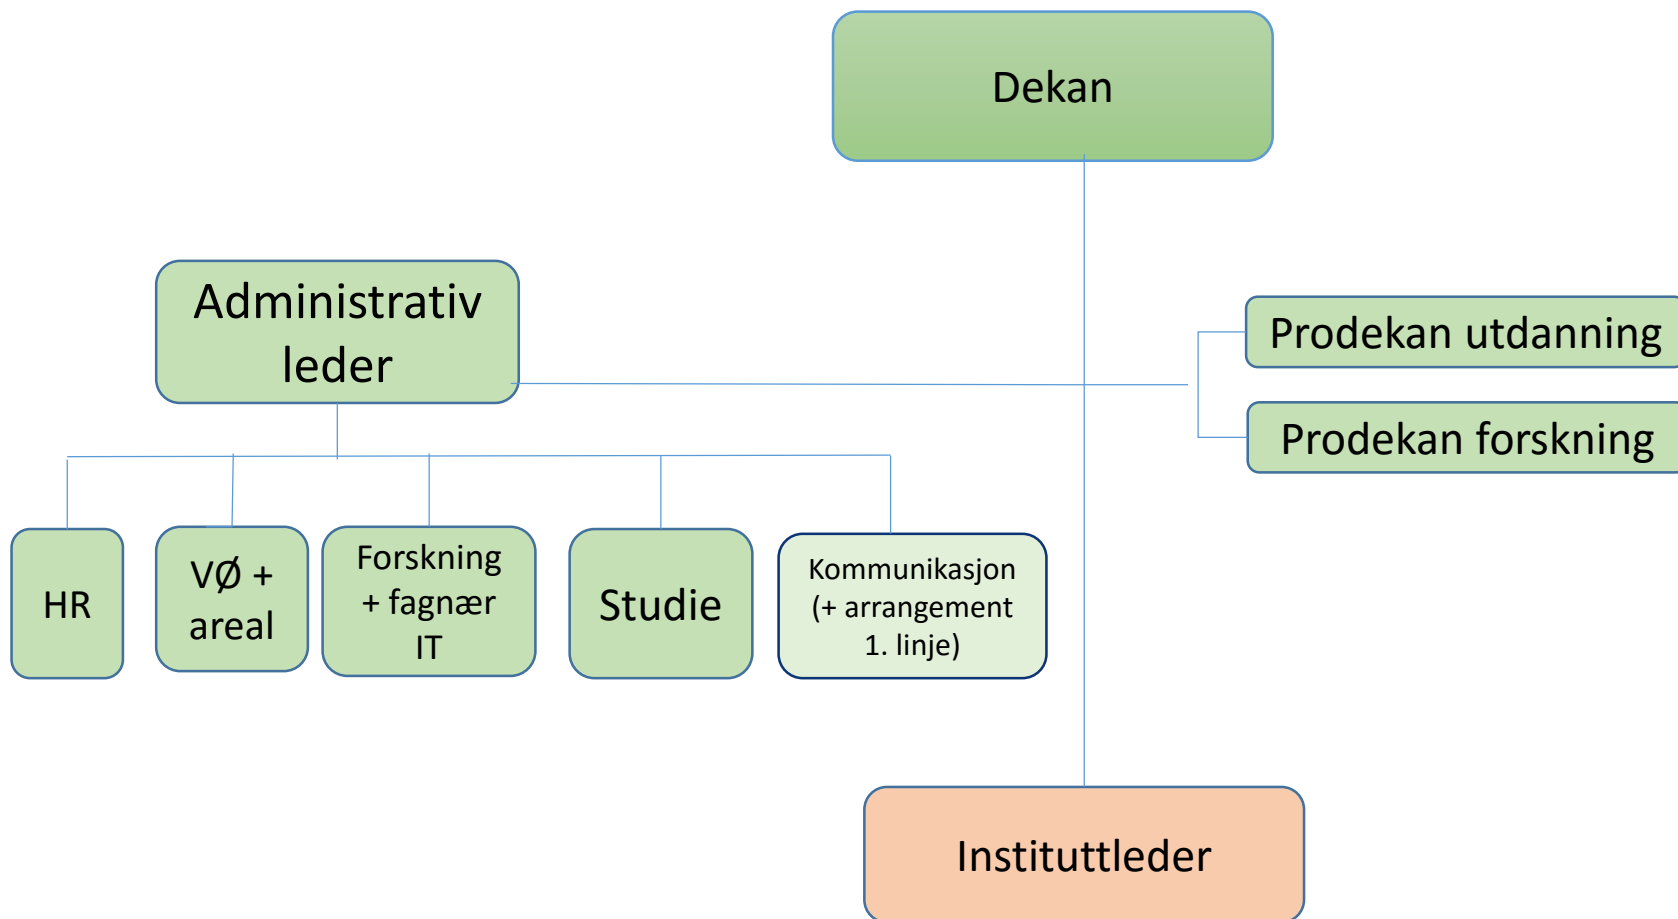 Dekan
Administrativ
leder
Prodekan utdanning
Prodekan forskning
HR
VØ +
areal
Forskning
+ fagnær
IT
Studie
Kommunikasjon
(+ arrangement
1. linje)
Instituttleder